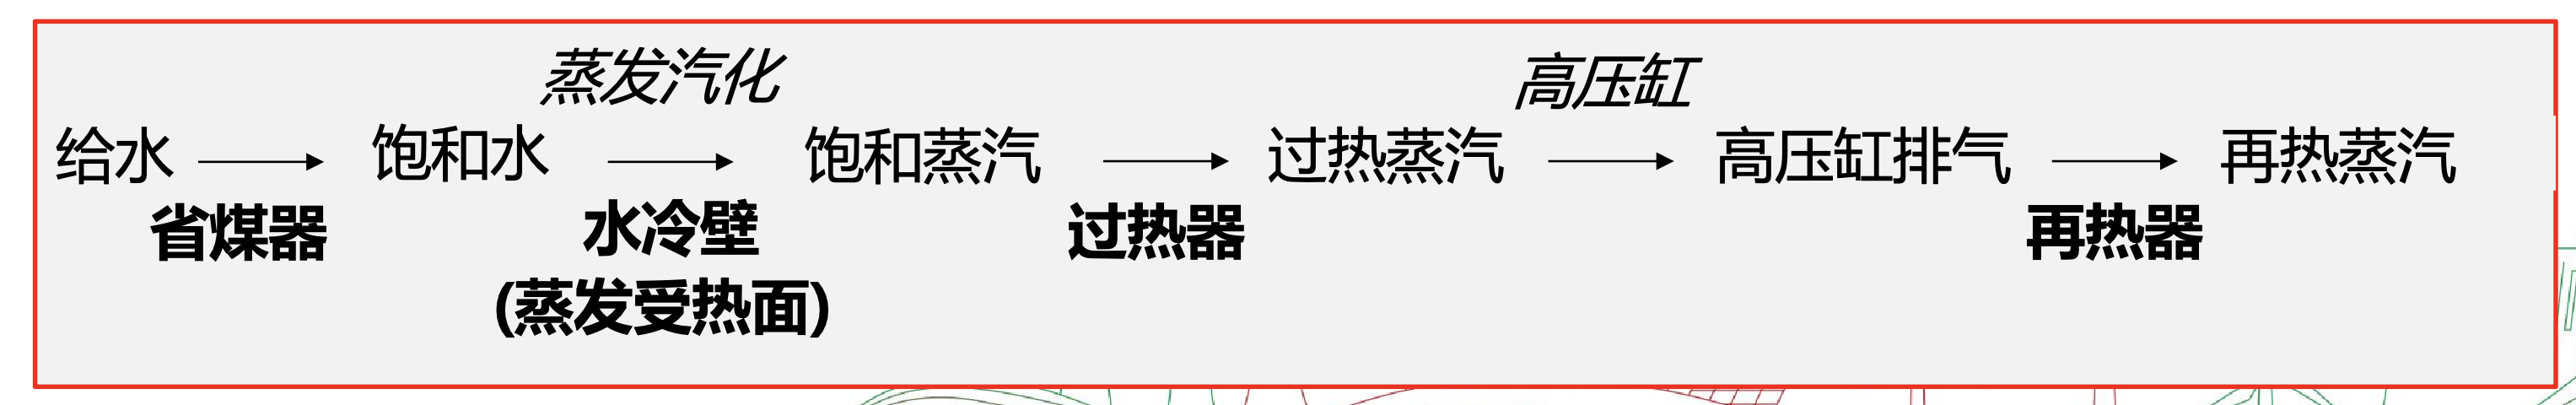 蒸发汽化 高压缸
给水 饱和水 饱和蒸汽 过热蒸汽 高压缸排气 再热蒸汽
省煤器 水冷壁 过热器 再热器
(蒸发受热面)